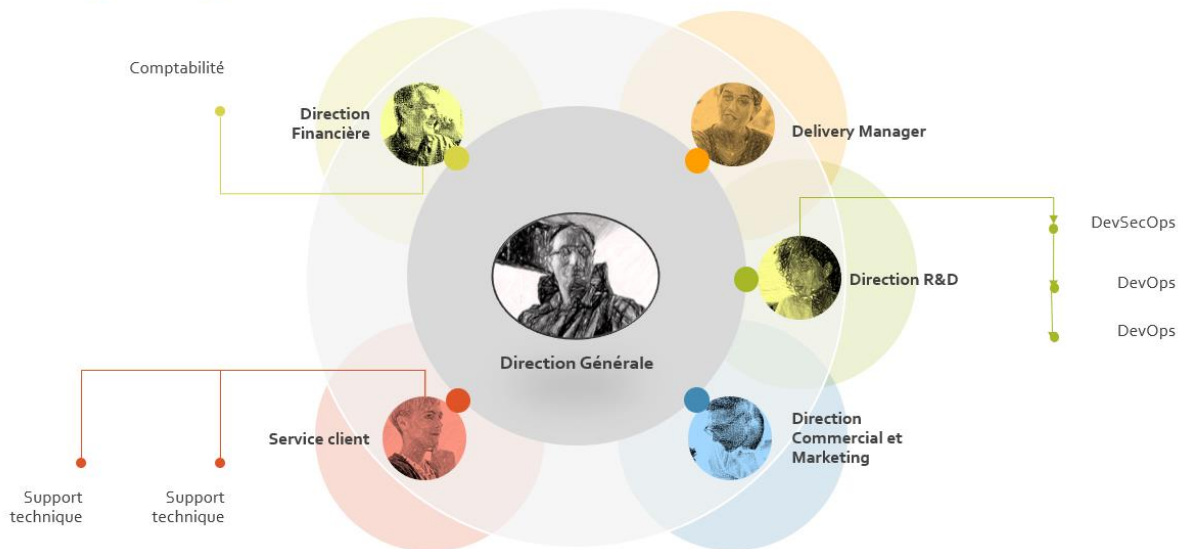 Comptabilité
Direction
Financière
Delivery Manager
DevSecOps
Direction R&D
DevOps
DevOps
Direction Générale
Service client
Direction
Commercial et
Marketing
Support
technique
Support
technique